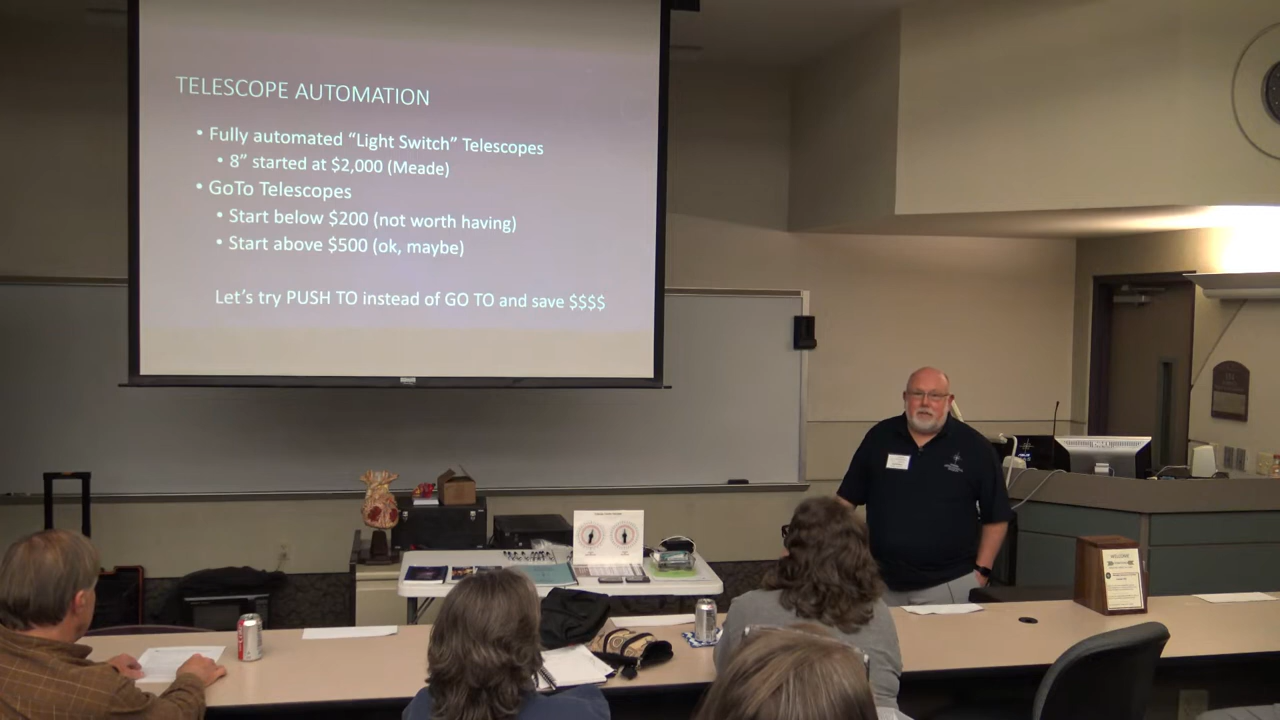 TELESCOPE AUTOMATION
• Fully automated “Light Switch” Telescopes
• 8” started at $2,000 (Meade)
• GoTo Telescopes
• Start below $200 (not worth having)
• Start above $500 (ok, maybe)
Let’s try PUSH TO instead of GO TO and save $$$$
WELCOME